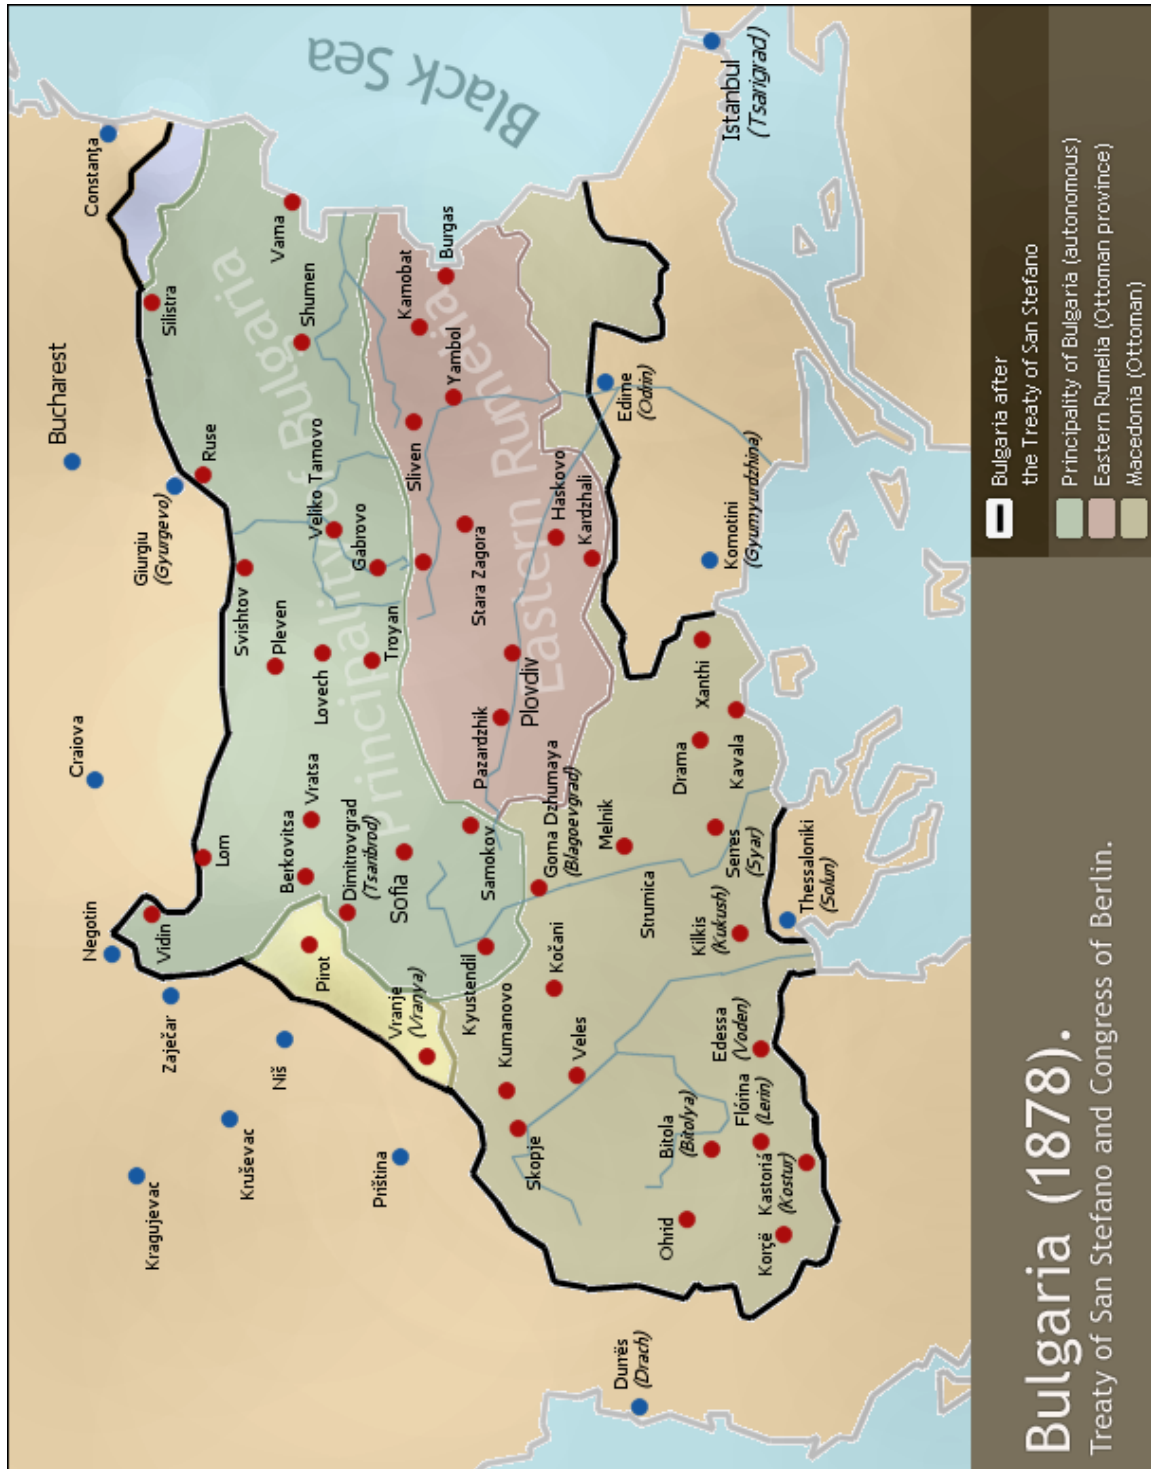 Black Sea
Constanţa
Bucharest
Craiova
Negotin
Giurgiu
(Gyurgevo)
Silistra
Ruse
Varna
Shumen
Svishtov
Pleven
Lom
Vidin
Zaječar
Niš
Kruševac
Kragujevac
Priština
Principality of Bulgaria
Veliko Tarnovo
Gabrovo
Lovech
Troyan
Vratsa
Berkovitsa
Dimitrovgrad
(Tsaribrod)
Sofia
Samokov
Pirot
Vranje
(Vranya)
Kyustendil
Burgas
Karnobat
Yambol
Sliven
Eastern Rumelia
Stara Zagora
Haskovo
Kardzhali
Plovdiv
Pazardzhik
Gorna Dzhumaya
(Blagoevgrad)
Melnik
Strumica
Kočani
Kumanovo
Veles
Skopje
Istanbul
(Tsarigrad)
Edirne
(Odrin)
Komotini
(Gyumyurdzhina)
Xanthi
Drama
Kavala
Serres
(Syar)
Kilkis
(Kukush)
Thessaloniki
(Solun)
Edessa
(Voden)
Bitola
(Bitolya)
Flórina
(Lerin)
Kastoriá
(Kostur)
Ohrid
Korçë
Durrës
(Drach)
Bulgaria (1878).
Treaty of San Stefano and Congress of Berlin.
Bulgaria after
the Treaty of San Stefano
Principality of Bulgaria (autonomous)
Eastern Rumelia (Ottoman province)
Macedonia (Ottoman)